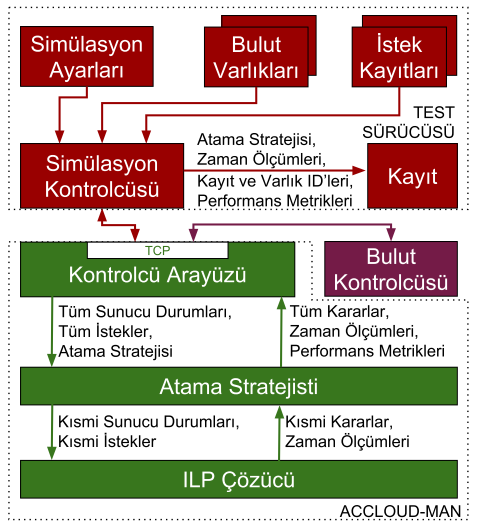 Simülasyon
Ayarları
Bulut
Varlıkları
İstek
Kayıtları
TEST
SÜRÜCÜSÜ
Simülasyon
Kontrolcüsü
Atama Stratejisi,
Zaman Ölçümleri,
Kayıt ve Varlık ID'leri,
Performans Metrikleri
Kayıt
TCP
Kontrolcü Arayüzü
Bulut
Kontrolcüsü
Tüm Sunucu Durumları,
Tüm İstekler,
Atama Stratejisi
Tüm Kararlar,
Zaman Ölçümleri,
Performans Metrikleri
Atama Stratejisti
Kısmi Sunucu Durumları,
Kısmi İstekler
Kısmi Kararlar,
Zaman Ölçümleri
ILP Çözücü
ACCLOUD-MAN